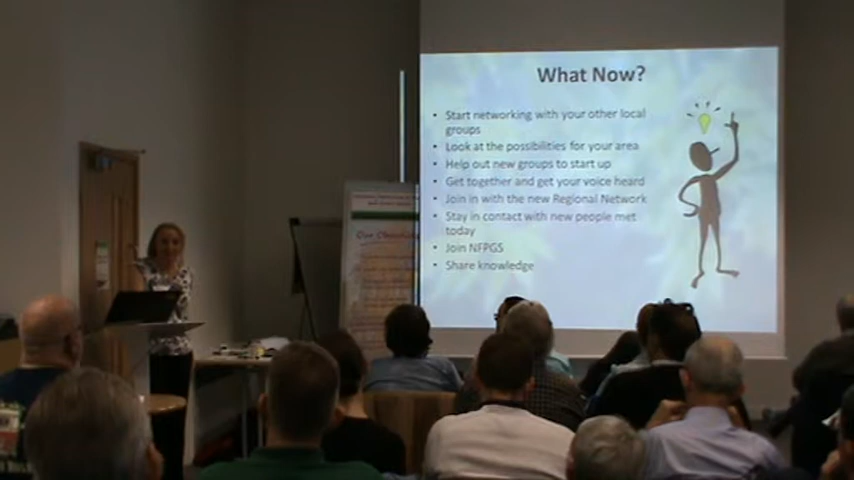 What Now?
• Start networking with your other local
groups
• Look at the possibilities for your area
• Help out new groups to start up
• Get together and get your voice heard
• Join in with the new Regional Network
• Stay in contact with new people met
today
• Join NFPGS
• Share knowledge
Our